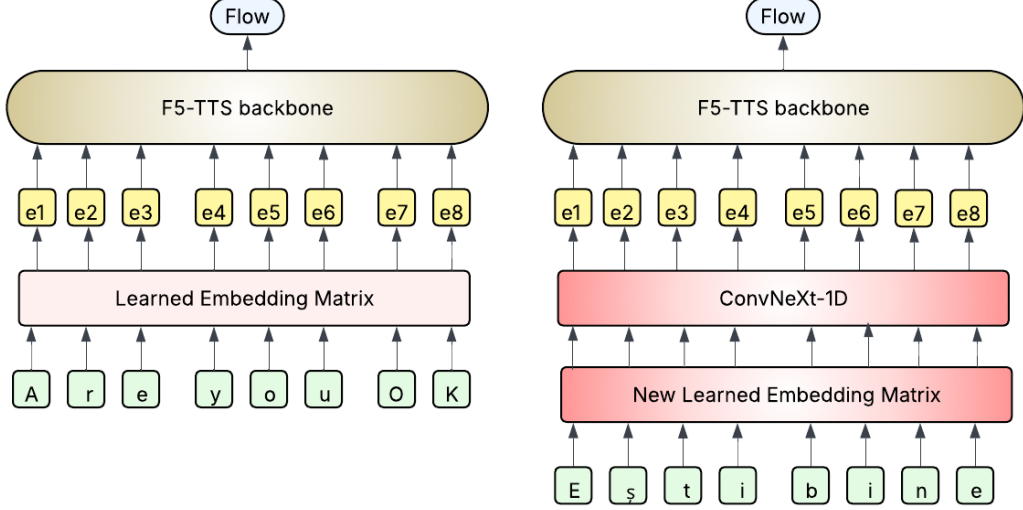 Flow
F5-TTS backbone
e1 e2 e3 e4 e5 e6 e7 e8
Learned Embedding Matrix
A r e y o u O K
Flow
F5-TTS backbone
e1 e2 e3 e4 e5 e6 e7 e8
ConvNeXt-1D
New Learned Embedding Matrix
E ș t i b i n e